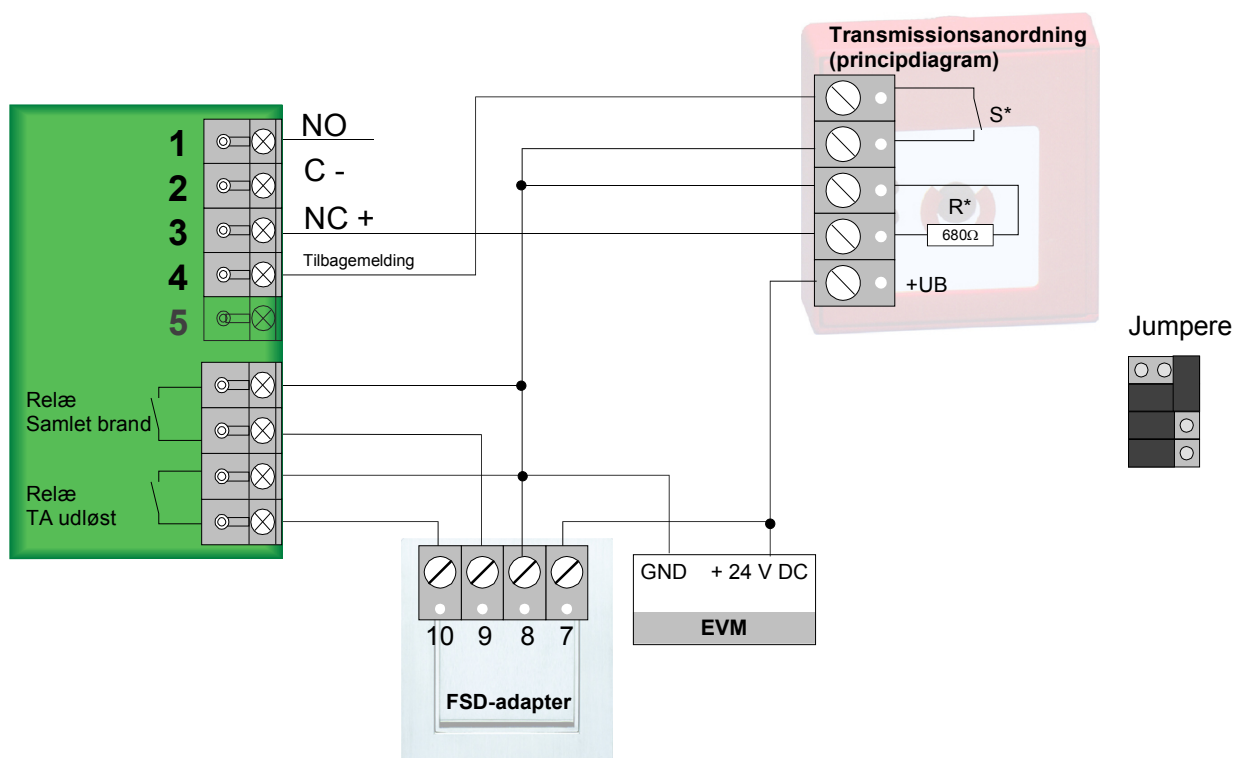 Transmissionsanordning
(principdiagram)
S*
R*
680Ω
+UB
1
NO
2
C -
3
NC +
4
Tilbagemelding
5
Relæ
Samlet brand
Relæ
TA udløst
Jumpere
10 9 8 7
FSD-adapter
GND + 24 V DC
EVM